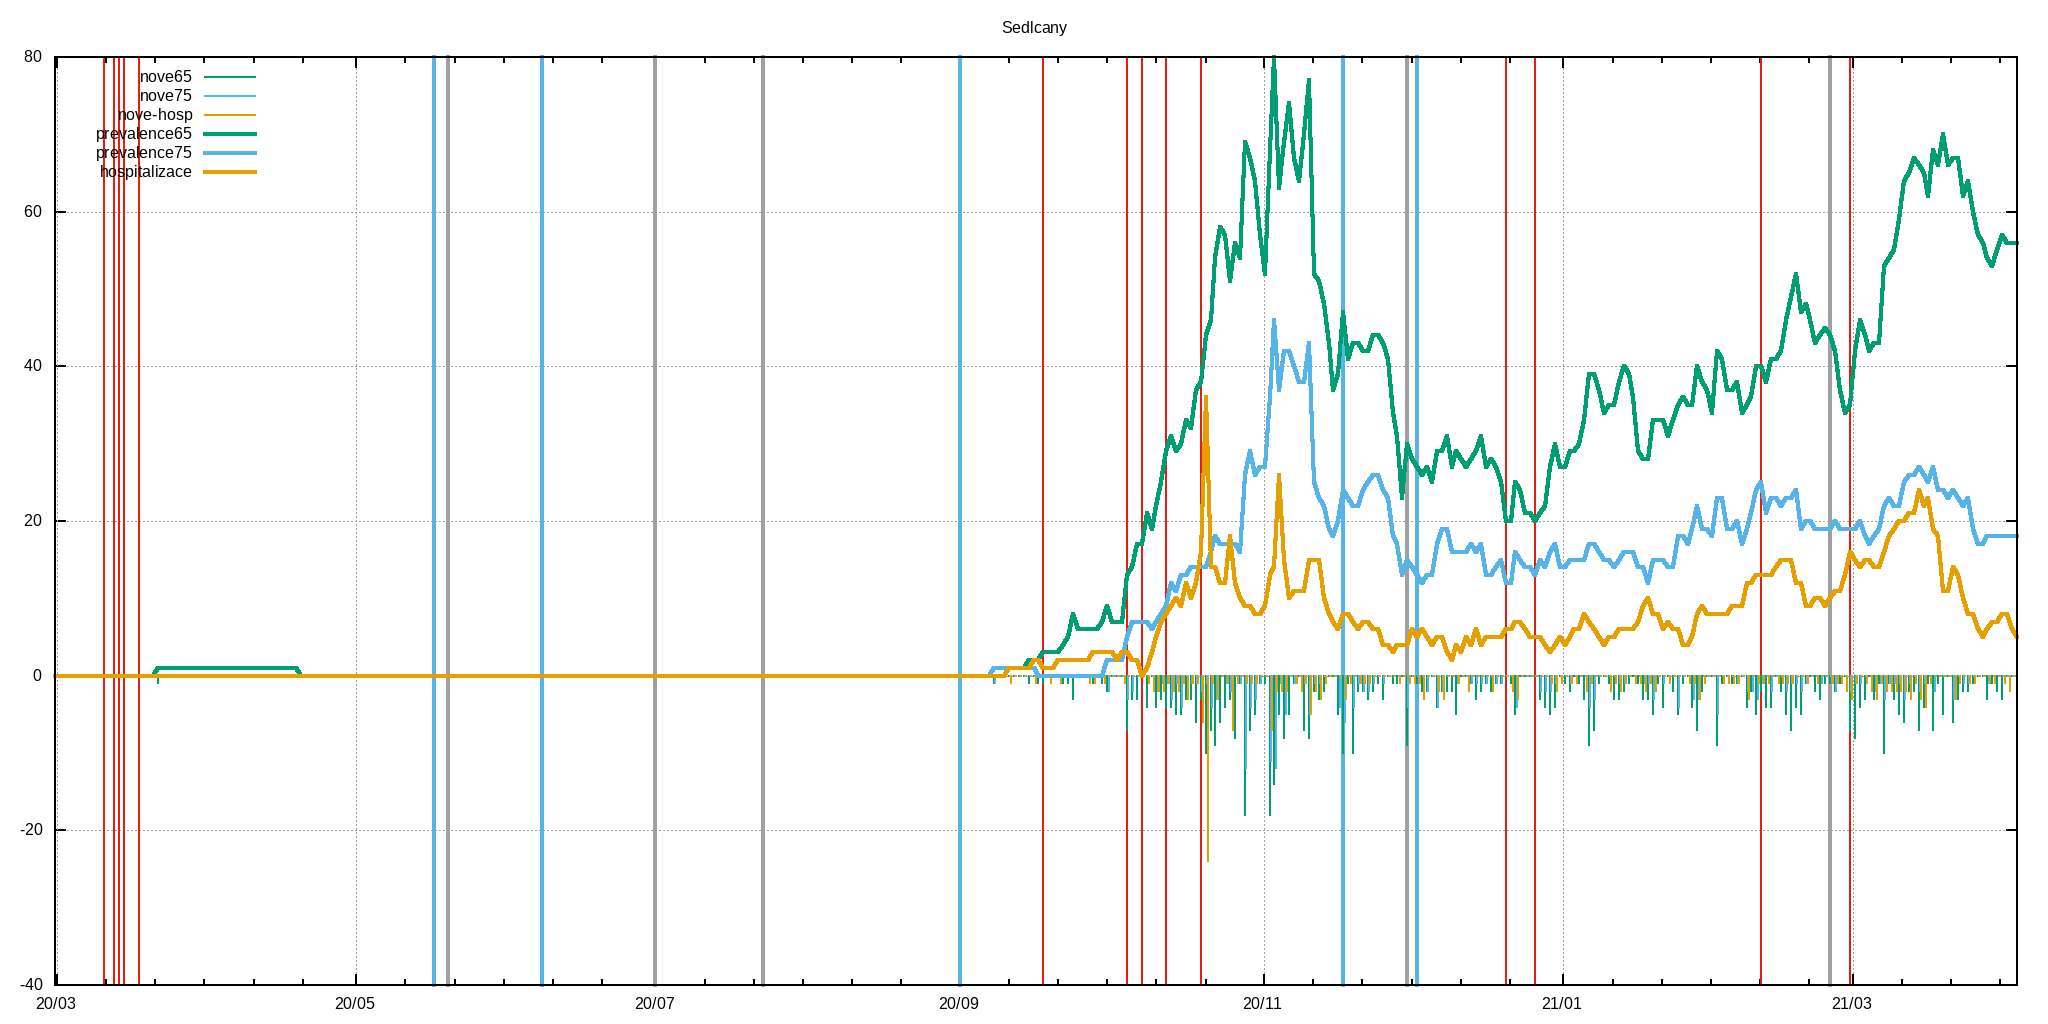 Sedlcany
80
nove65
nove75
nove-hosp
prevalence65
prevalence75
hospitalizace
60
40
20
0
-20
-40
20/03 20/05 20/07 20/09 20/11 21/01 21/03